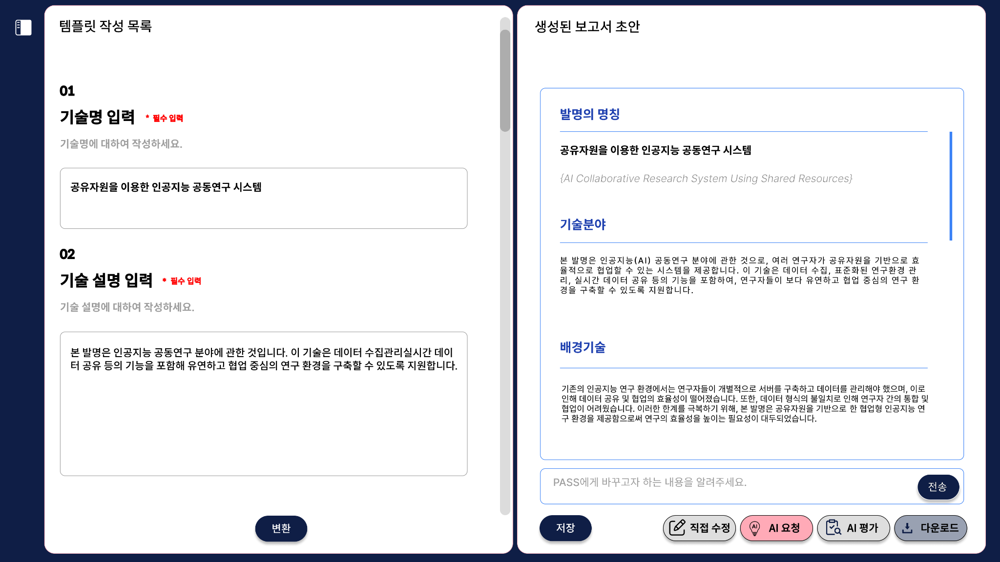 템플릿 작성 목록
01
기술명 입력 * 필수 입력
기술명에 대하여 작성하세요.
공유자원을 이용한 인공지능 공동연구 시스템
02
기술 설명 입력 * 필수 입력
기술 설명에 대하여 작성하세요.
본 발명은 인공지능 공동연구 분야에 관한 것입니다. 이 기술은 데이터 수집관리실시간 데이
터 공유 등의 기능을 포함해 유연하고 협업 중심의 연구 환경을 구축할 수 있도록 지원합니다.
변환
생성된 보고서 초안
발명의 명칭
공유자원을 이용한 인공지능 공동연구 시스템
{AI Collaborative Research System Using Shared Resources}
기술분야
본 발명은 인공지능(AI) 공동연구 분야에 관한 것으로, 여러 연구자가 공유자원을 기반으로 효
율적으로 협업할 수 있는 시스템을 제공합니다. 이 기술은 데이터 수집, 표준화된 연구환경 관
리, 실시간 데이터 공유 등의 기능을 포함하여, 연구자들이 보다 유연하고 협업 중심의 연구 환
경을 구축할 수 있도록 지원합니다.
배경기술
기존의 인공지능 연구 환경에서는 연구자들이 개별적으로 서버를 구축하고 데이터를 관리해야 했으며, 이로
인해 데이터 공유 및 협업의 효율성이 떨어졌습니다. 또한, 데이터 형식의 불일치로 인해 연구자 간의 통합 및
협업이 어려웠습니다. 이러한 한계를 극복하기 위해, 본 발명은 공유자원을 기반으로 한 협업형 인공지능 연
구 환경을 제공함으로써 연구의 효율성을 높이는 필요성이 대두되었습니다.
PASS에게 바꾸고자 하는 내용을 알려주세요.
전송
저장
직접 수정
AI
AI 요청
AI 평가
다운로드